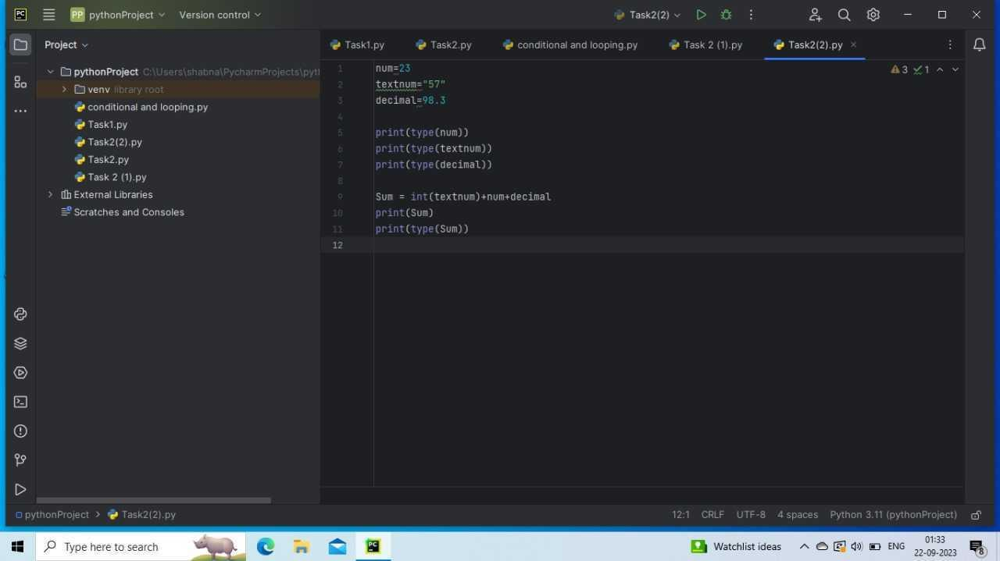 PC
PP pythonProject Version control Task2(2)
Project Task1.py Task2.py conditional and looping.py Task 2 (1).py Task2(2).py
pythonProject C:\Users\shabna\PycharmProjects\pyt
venv library root
conditional and looping.py
Task1.py
Task2(2).py
Task2.py
Task 2 (1).py
External Libraries
Scratches and Consoles
3 1
1 num=23
2 textnum="57"
3 decimal=98.3
4
5 print(type(num))
6 print(type(textnum))
7 print(type(decimal))
8
9 Sum = int(textnum)+num+decimal
10 print(Sum)
11 print(type(Sum))
12
pythonProject > Task2(2).py 12:1 CRLF UTF-8 4 spaces Python 3.11 (pythonProject)
Type here to search PC Watchlist ideas ENG 01:33
22-09-2023 8